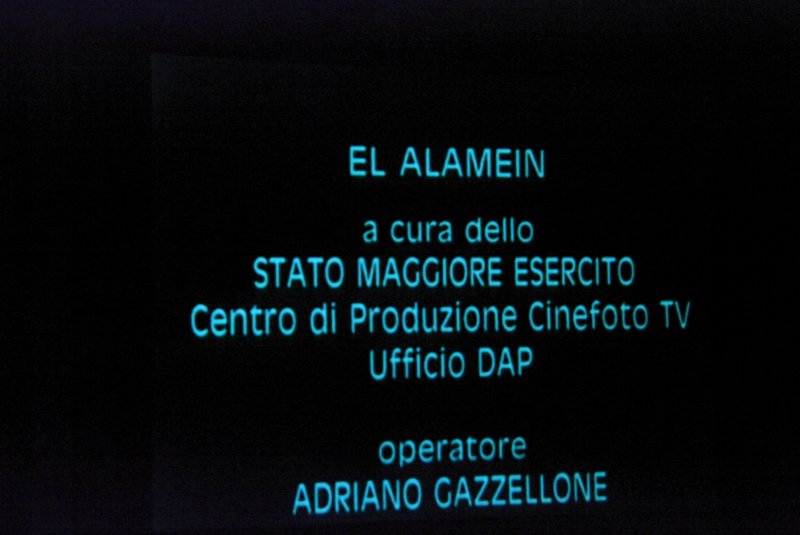 EL ALAMEIN
a cura dello
STATO MAGGIORE ESERCITO
Centro di Produzione Cinefoto TV
Ufficio DAP
operatore
ADRIANO GAZZELLONE